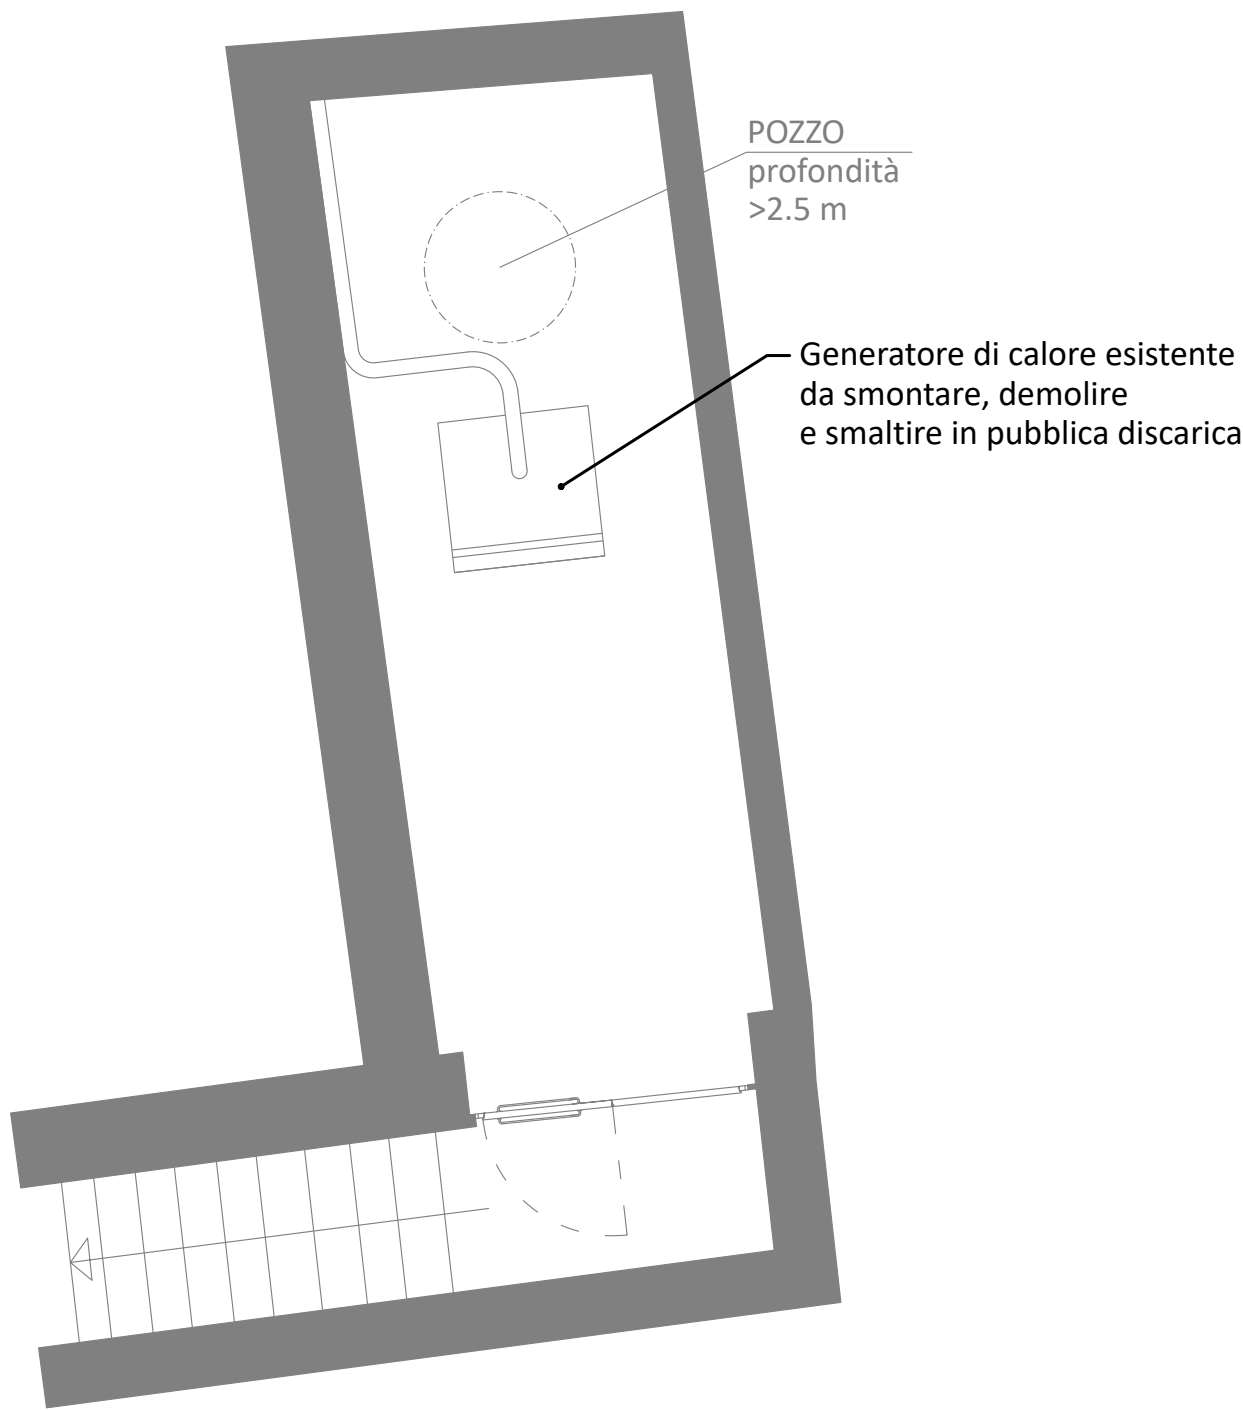 POZZO
profondità
>2.5 m
Generatore di calore esistente
da smontare, demolire
e smaltire in pubblica discarica